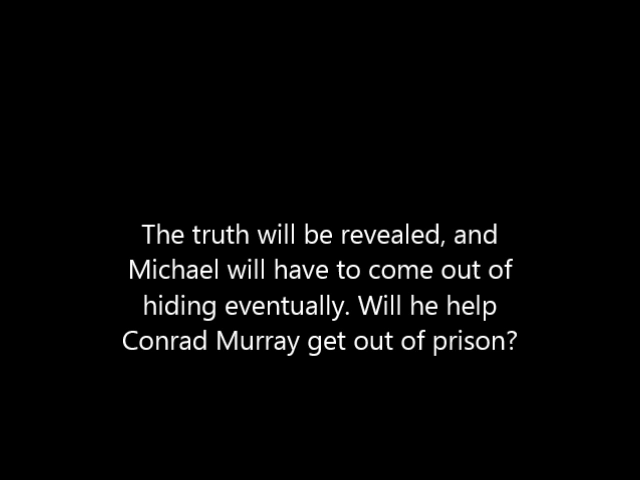 The truth will be revealed, and
Michael will have to come out of
hiding eventually. Will he help
Conrad Murray get out of prison?